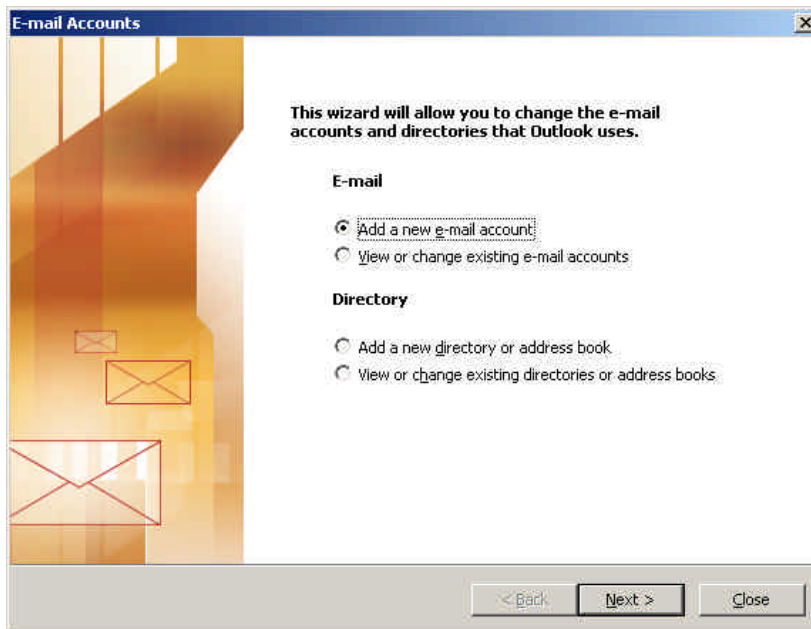 E-mail Accounts
This wizard will allow you to change the e-mail
accounts and directories that Outlook uses.
E-mail
Add a new e-mail account
View or change existing e-mail accounts
Directory
Add a new directory or address book
View or change existing directories or address books
< Back
Next >
Close